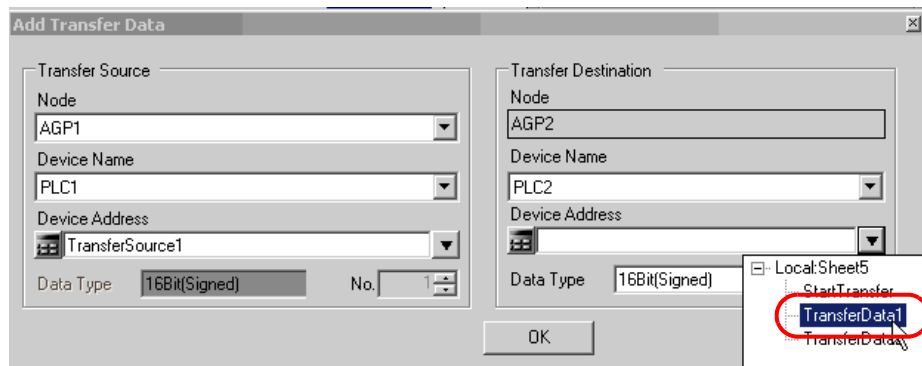 Add Transfer Data
Transfer Source
Node
AGP1
Device Name
PLC1
Device Address
TransferSource1
Data Type 16Bit(Signed) No. 1
Transfer Destination
Node
AGP2
Device Name
PLC2
Device Address
Data Type 16Bit(Signed)
Local:Sheet5
StartTransfer
TransferData1
OK